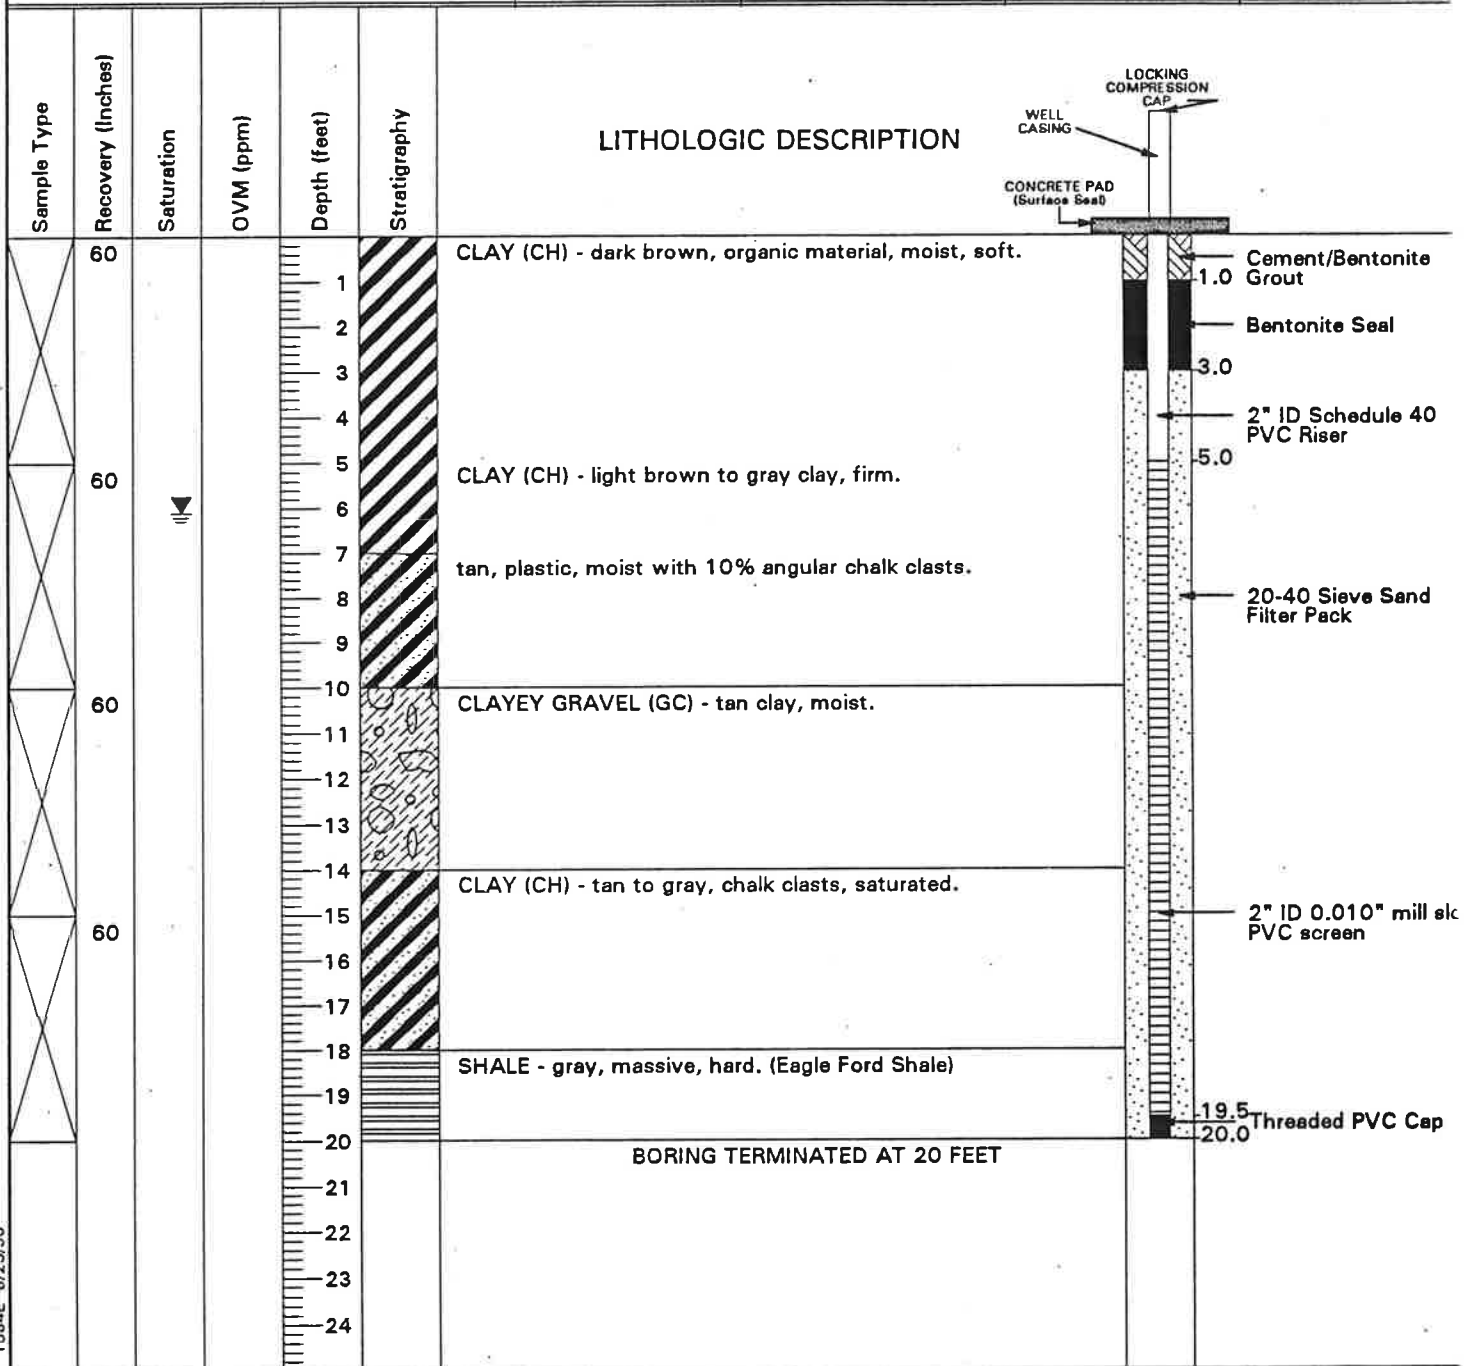 Sample Type
Recovery (Inches)
Saturation
OVM (ppm)
Depth (feet)
Stratigraphy
LITHOLOGIC DESCRIPTION
LOCKING
COMPRESSION
CAP
WELL
CASING
CONCRETE PAD
(Surface Seal)
60
CLAY (CH) - dark brown, organic material, moist, soft.
Cement/Bentonite
Grout
1.0
1
2
Bentonite Seal
3
3.0
4
2" ID Schedule 40
PVC Riser
5
5.0
60
CLAY (CH) - light brown to gray clay, firm.
6
7
tan, plastic, moist with 10% angular chalk clasts.
8
20-40 Sieve Sand
Filter Pack
9
10
60
CLAYEY GRAVEL (GC) - tan clay, moist.
11
12
13
14
CLAY (CH) - tan to gray, chalk clasts, saturated.
15
2" ID 0.010" mill slc
PVC screen
60
16
17
18
SHALE - gray, massive, hard. (Eagle Ford Shale)
19
19.5
Threaded PVC Cap
20
20.0
BORING TERMINATED AT 20 FEET
21
22
23
24